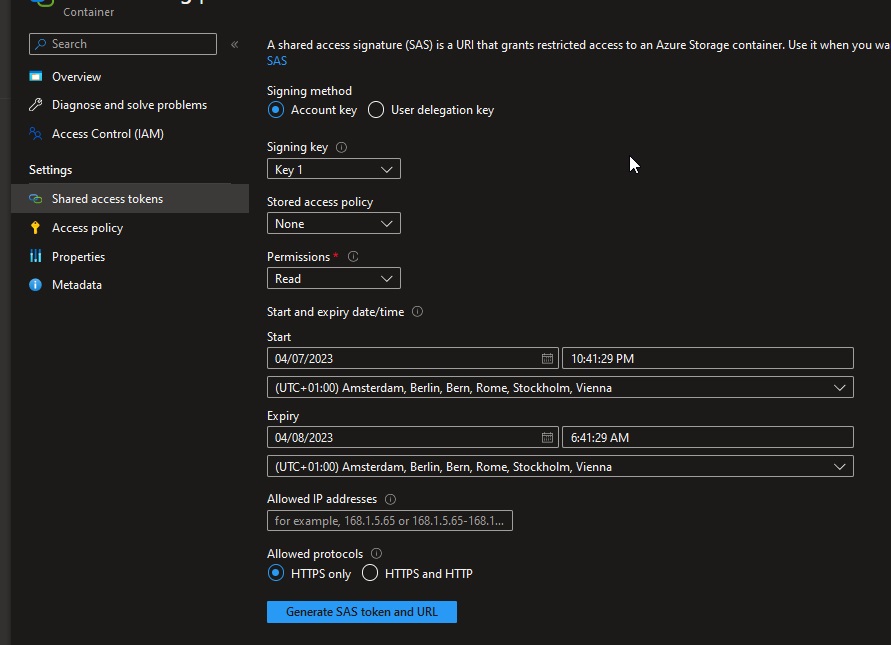 Container
Search
«
Overview
Diagnose and solve problems
Access Control (IAM)
Settings
Shared access tokens
Access policy
Properties
Metadata
A shared access signature (SAS) is a URI that grants restricted access to an Azure Storage container. Use it when you wa
SAS
Signing method
Account key User delegation key
Signing key
Key 1
Stored access policy
None
Permissions *
Read
Start and expiry date/time
Start
04/07/2023 10:41:29 PM
(UTC+01:00) Amsterdam, Berlin, Bern, Rome, Stockholm, Vienna
Expiry
04/08/2023 6:41:29 AM
(UTC+01:00) Amsterdam, Berlin, Bern, Rome, Stockholm, Vienna
Allowed IP addresses
for example, 168.1.5.65 or 168.1.5.65-168.1...
Allowed protocols
HTTPS only HTTPS and HTTP
Generate SAS token and URL